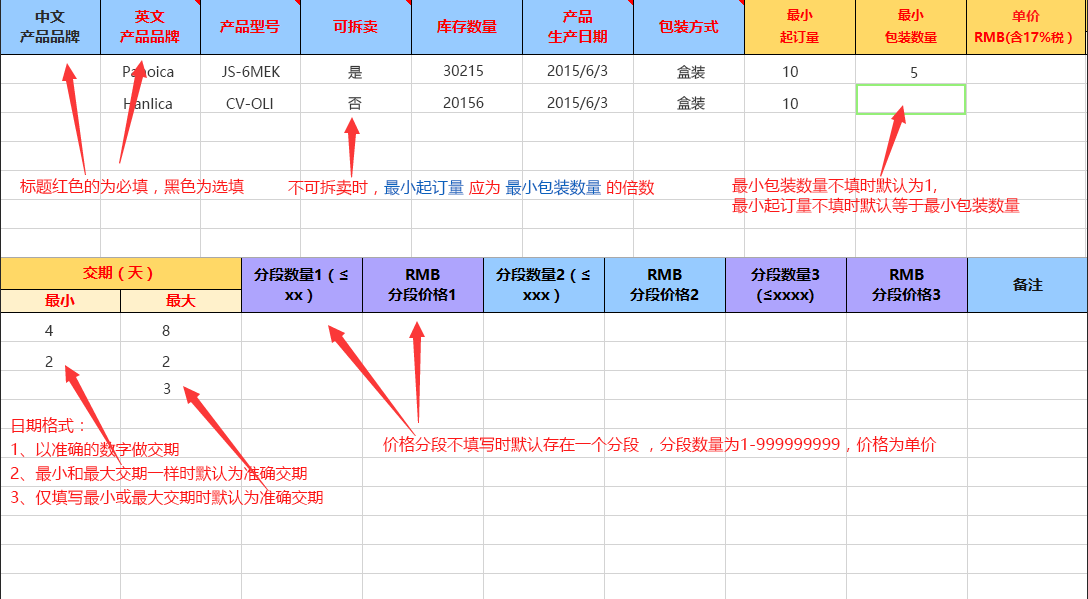 中文
产品品牌
英文
产品品牌
产品型号
可拆卖
库存数量
产品
生产日期
包装方式
最小
起订量
最小
包装数量
单价
RMB(含17%税）
Panoica JS-6MEK 是 30215 2015/6/3 盒装 10 5
Hanlica CV-OLI 否 20156 2015/6/3 盒装 10
标题红色的为必填，黑色为选填
不可拆卖时，最小起订量 应为 最小包装数量 的倍数
最小包装数量不填时默认为1,
最小起订量不填时默认等于最小包装数量
交期（天）
最小
最大
分段数量1（≤
xx ）
RMB
分段价格1
分段数量2（≤
xxx ）
RMB
分段价格2
分段数量3
(≤xxxx)
RMB
分段价格3
备注
4 8
2 2
3
日期格式：
1、以准确的数字做交期
2、最小和最大交期一样时默认为准确交期
3、仅填写最小或最大交期时默认为准确交期
价格分段不填写时默认存在一个分段 ，分段数量为1-999999999，价格为单价